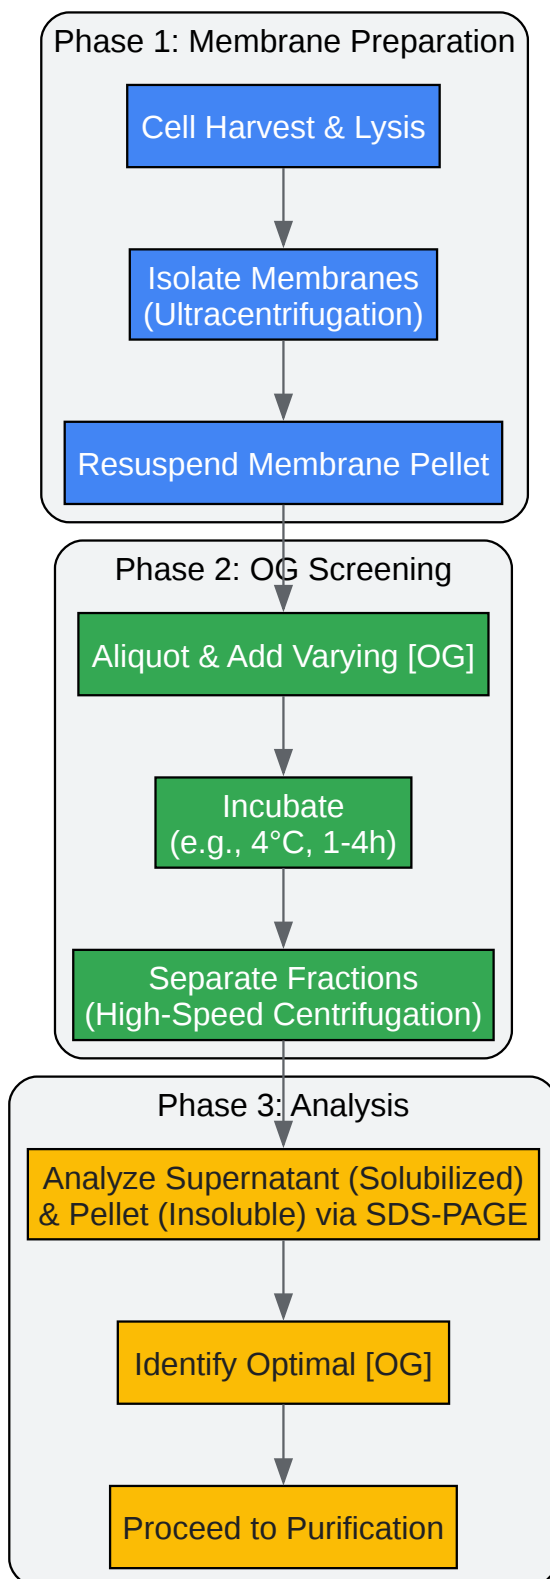 Phase 1: Membrane Preparation
Cell Harvest & Lysis
Isolate Membranes
(Ultracentrifugation)
Resuspend Membrane Pellet
Phase 2: OG Screening
Aliquot & Add Varying [OG]
Incubate
(e.g., 4°C, 1-4h)
Separate Fractions
(High-Speed Centrifugation)
Phase 3: Analysis
Analyze Supernatant (Solubilized)
& Pellet (Insoluble) via SDS-PAGE
Identify Optimal [OG]
Proceed to Purification